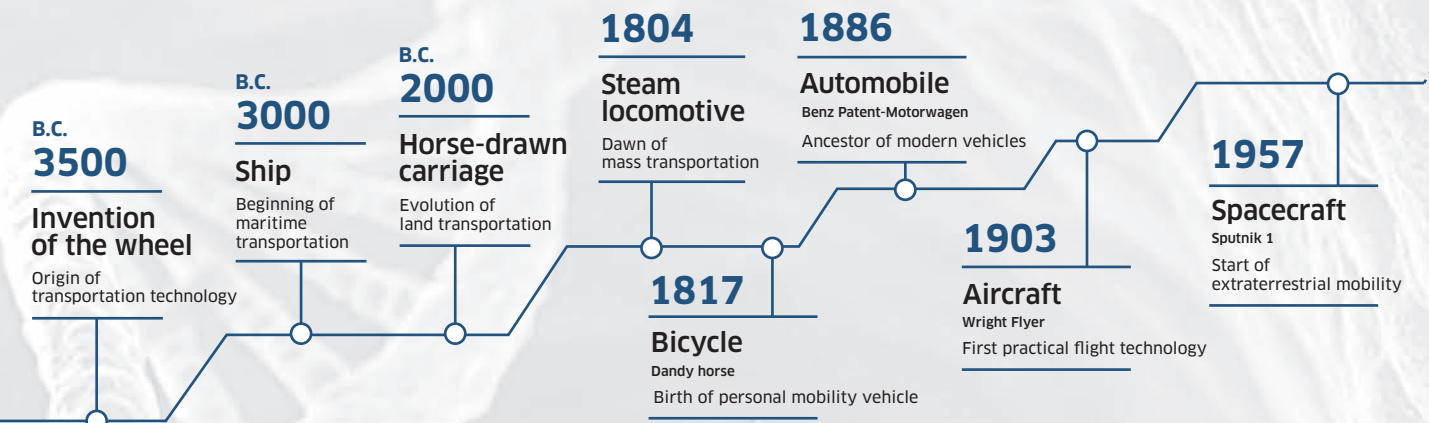 B.C.
3500
Invention
of the wheel
Origin of
transportation technology
B.C.
3000
Ship
Beginning of
maritime
transportation
B.C.
2000
Horse-drawn
carriage
Evolution of
land transportation
1804
Steam
locomotive
Dawn of
mass transportation
1817
Bicycle
Dandy horse
Birth of personal mobility vehicle
1886
Automobile
Benz Patent-Motorwagen
Ancestor of modern vehicles
1903
Aircraft
Wright Flyer
First practical flight technology
1957
Spacecraft
Sputnik 1
Start of
extraterrestrial mobility